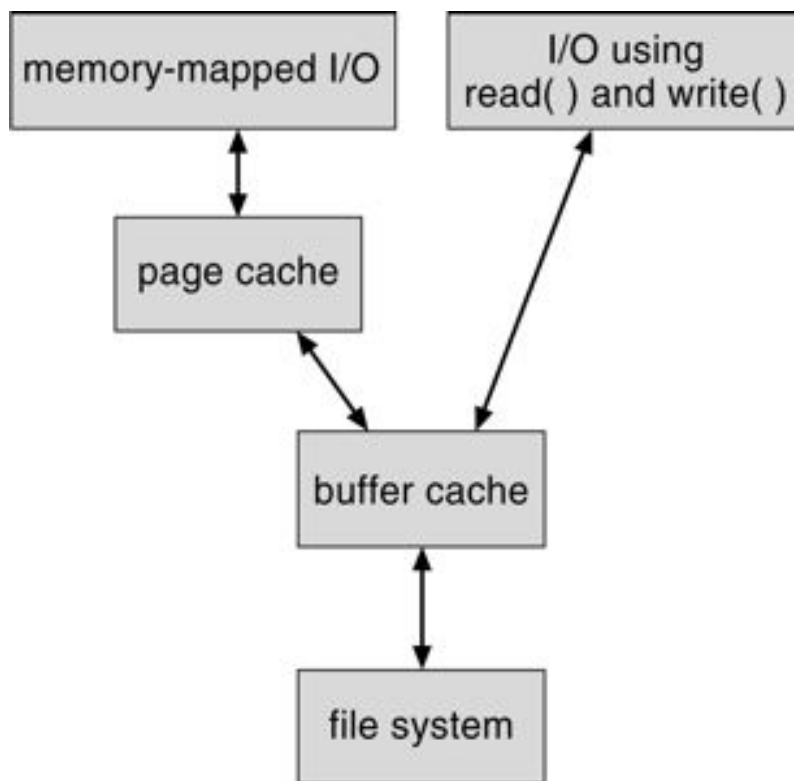 memory-mapped I/O
I/O using
read( ) and write( )
page cache
buffer cache
file system